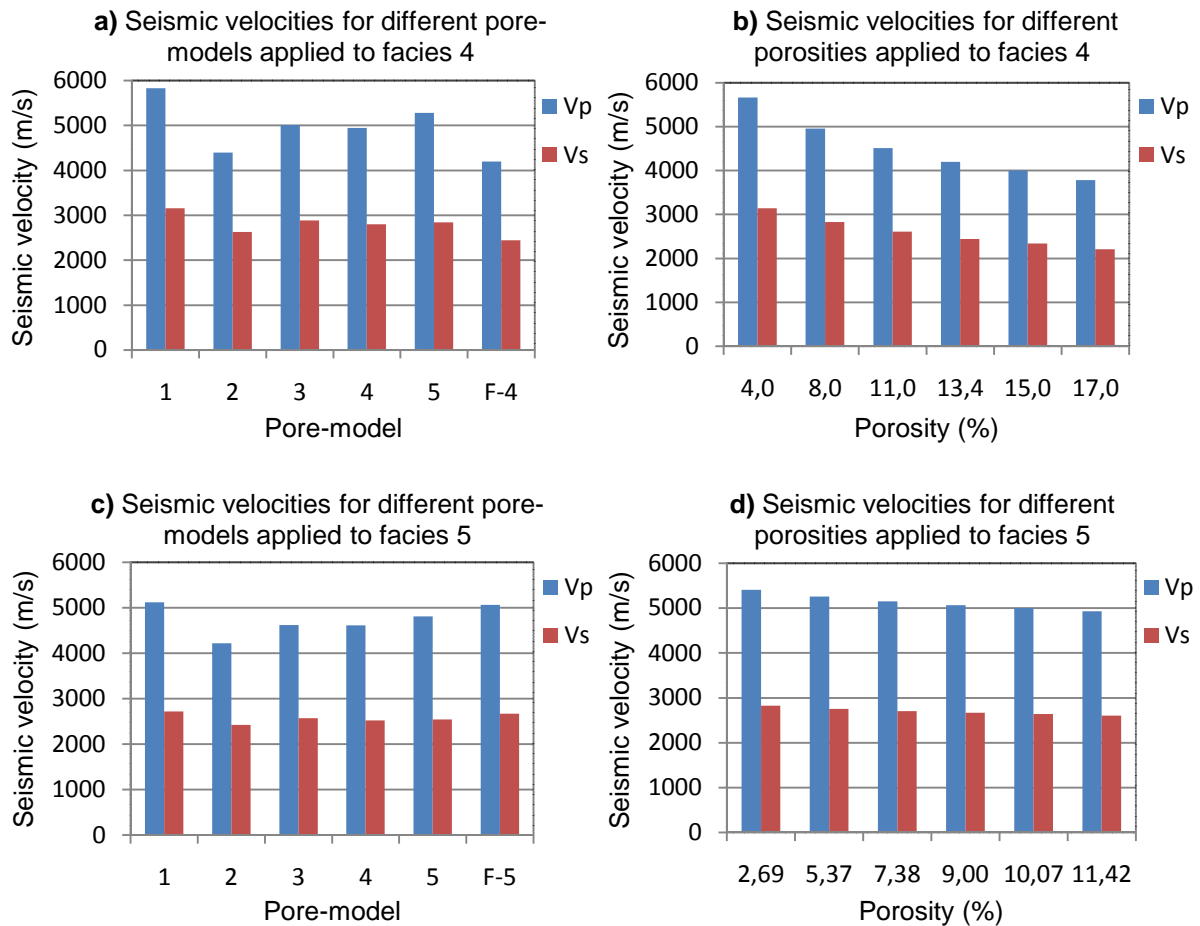 a) Seismic velocities for different pore-
models applied to facies 4
6000
5000
4000
3000
2000
1000
0
Seismic velocity (m/s)
Vp
Vs
1 2 3 4 5 F-4
Pore-model
b) Seismic velocities for different
porosities applied to facies 4
6000
5000
4000
3000
2000
1000
0
Seismic velocity (m/s)
Vp
Vs
4,0 8,0 11,0 13,4 15,0 17,0
Porosity (%)
c) Seismic velocities for different pore-
models applied to facies 5
6000
5000
4000
3000
2000
1000
0
Seismic velocity (m/s)
Vp
Vs
1 2 3 4 5 F-5
Pore-model
d) Seismic velocities for different
porosities applied to facies 5
6000
5000
4000
3000
2000
1000
0
Seismic velocity (m/s)
Vp
Vs
2,69 5,37 7,38 9,00 10,07 11,42
Porosity (%)